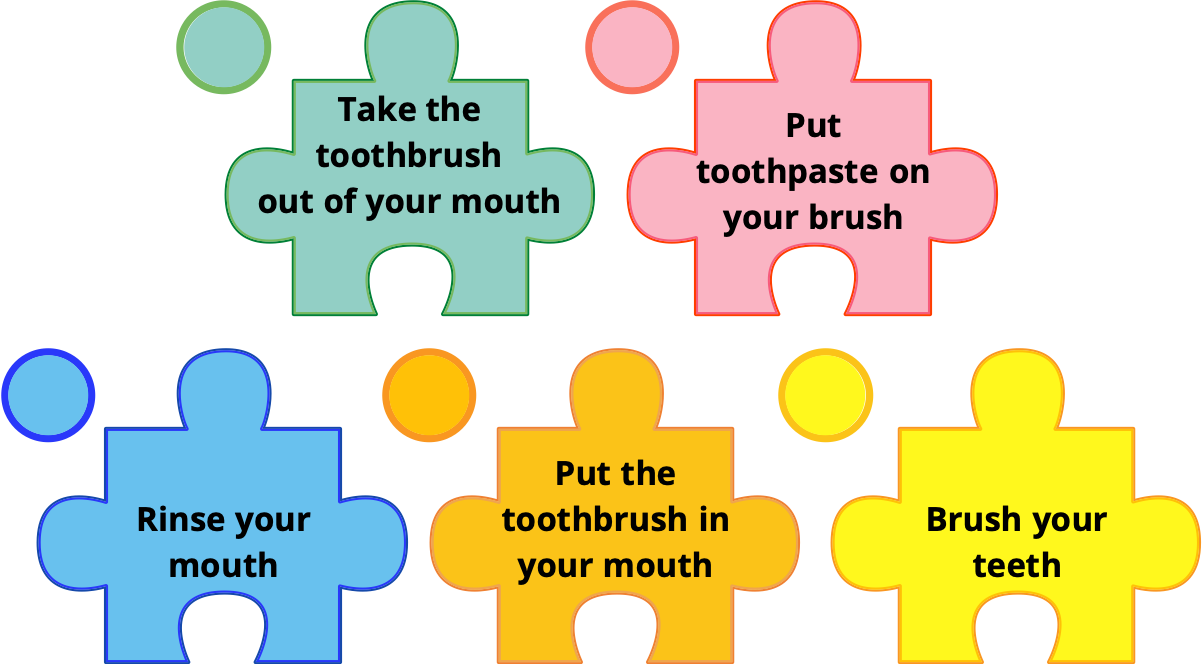 Take the
toothbrush
out of your mouth
Put
toothpaste on
your brush
Rinse your
mouth
Put the
toothbrush in
your mouth
Brush your
teeth